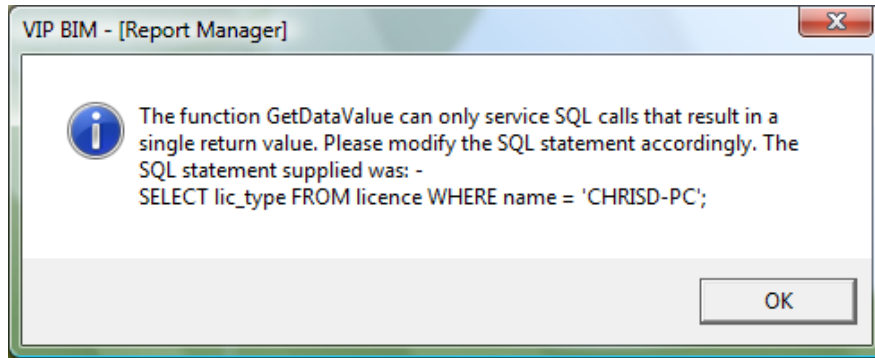 VIP BIM - [Report Manager]
The function GetDataValue can only service SQL calls that result in a
single return value. Please modify the SQL statement accordingly. The
SQL statement supplied was: -
SELECT lic_type FROM licence WHERE name = 'CHRISD-PC';
OK